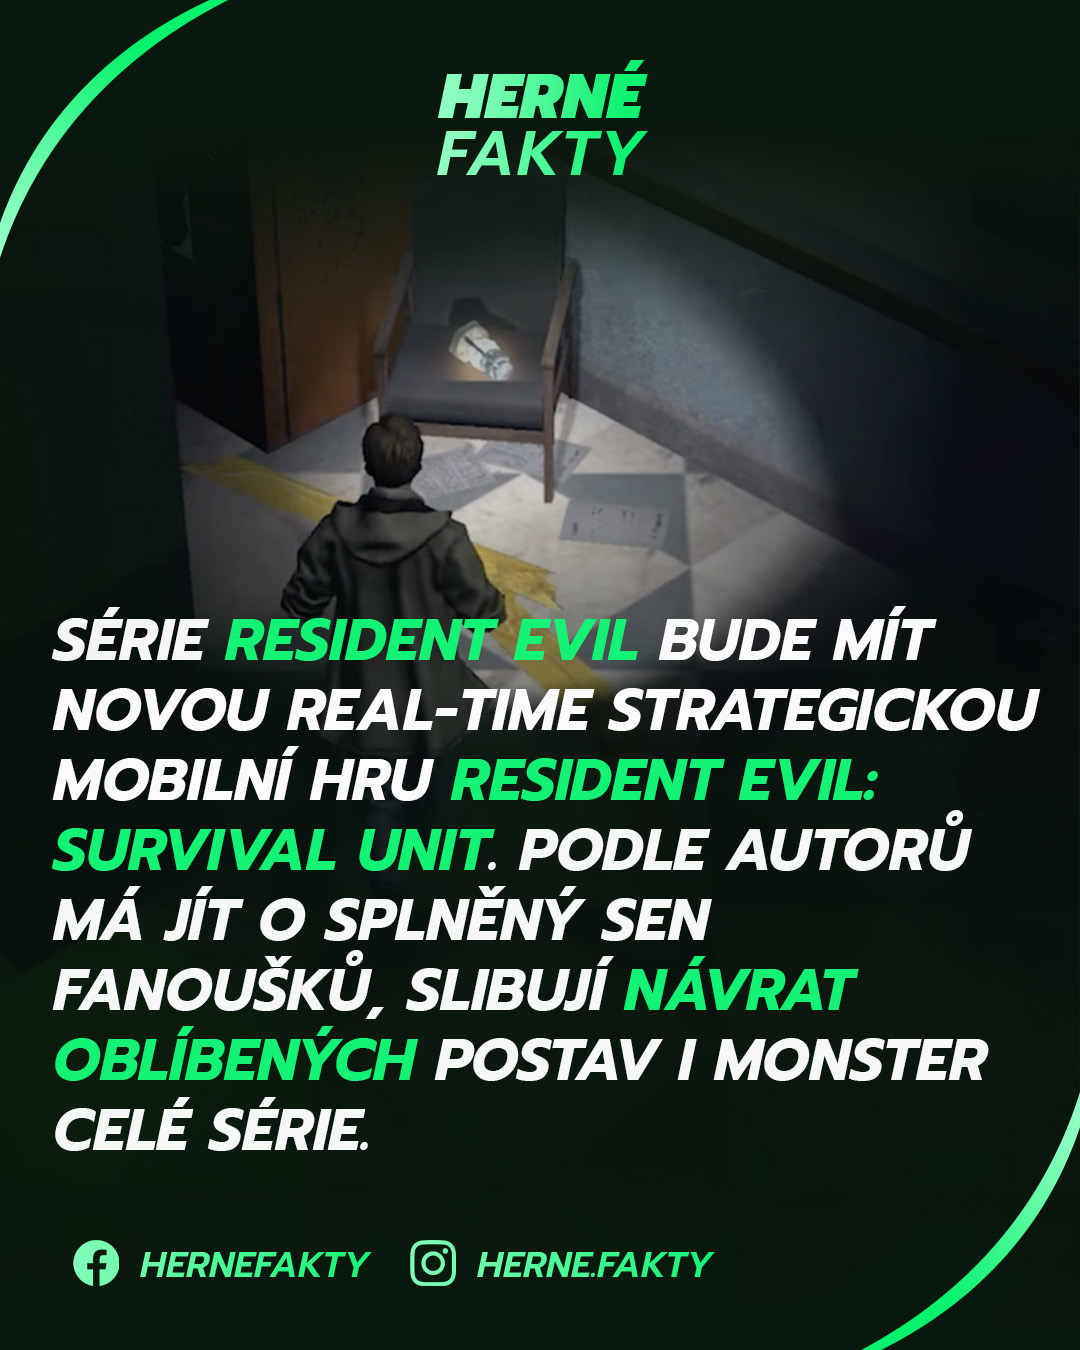 HERNÉ
FAKTY
SÉRIE RESIDENT EVIL BUDE MÍT
NOVOU REAL-TIME STRATEGICKOU
MOBILNÍ HRU RESIDENT EVIL:
SURVIVAL UNIT. PODLE AUTORŮ
MÁ JÍT O SPLNĚNÝ SEN
FANOUŠKŮ, SLIBUJÍ NÁVRAT
OBLÍBENÝCH POSTAV I MONSTER
CELÉ SÉRIE.
HERNEFAKTY HERNE.FAKTY